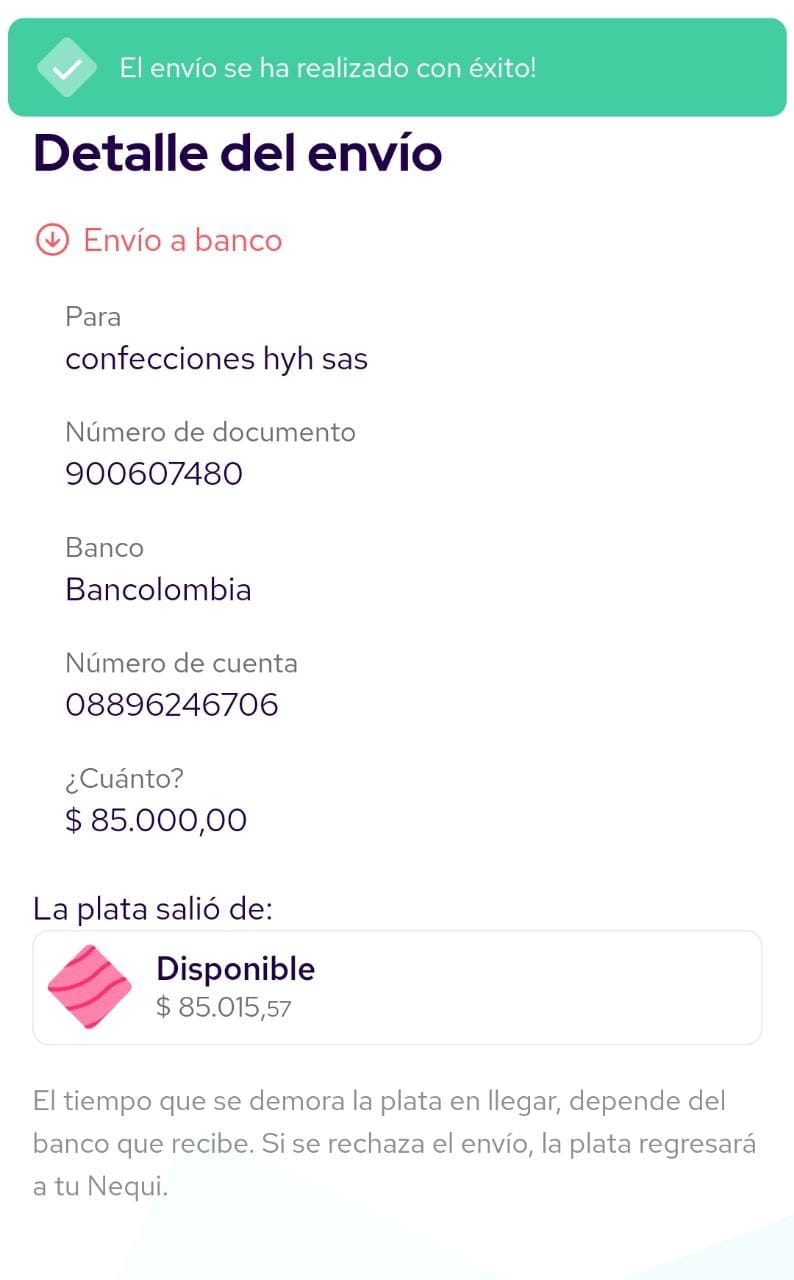 El envío se ha realizado con éxito!
Detalle del envío
Envío a banco
Para
confecciones hyh sas
Número de documento
900607480
Banco
Bancolombia
Número de cuenta
08896246706
¿Cuánto?
$ 85.000,00
La plata salió de:
Disponible
$ 85.015,57
El tiempo que se demora la plata en llegar, depende del
banco que recibe. Si se rechaza el envío, la plata regresará
a tu Nequi.